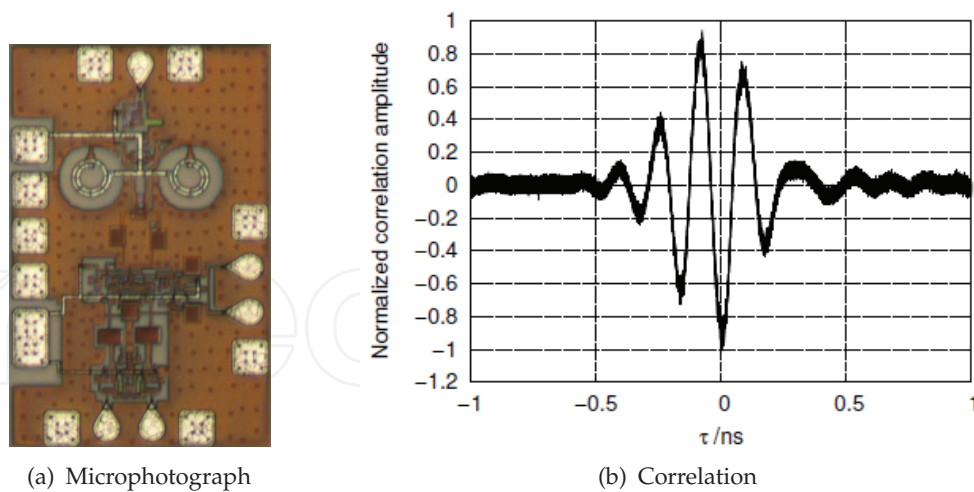 1
0.8
0.6
0.4
0.2
0
−0.2
−0.4
−0.6
−0.8
−1
−1.2
Normalized correlation amplitude
−1 −0.5 0 0.5 1
τ /ns
(a) Microphotograph
(b) Correlation